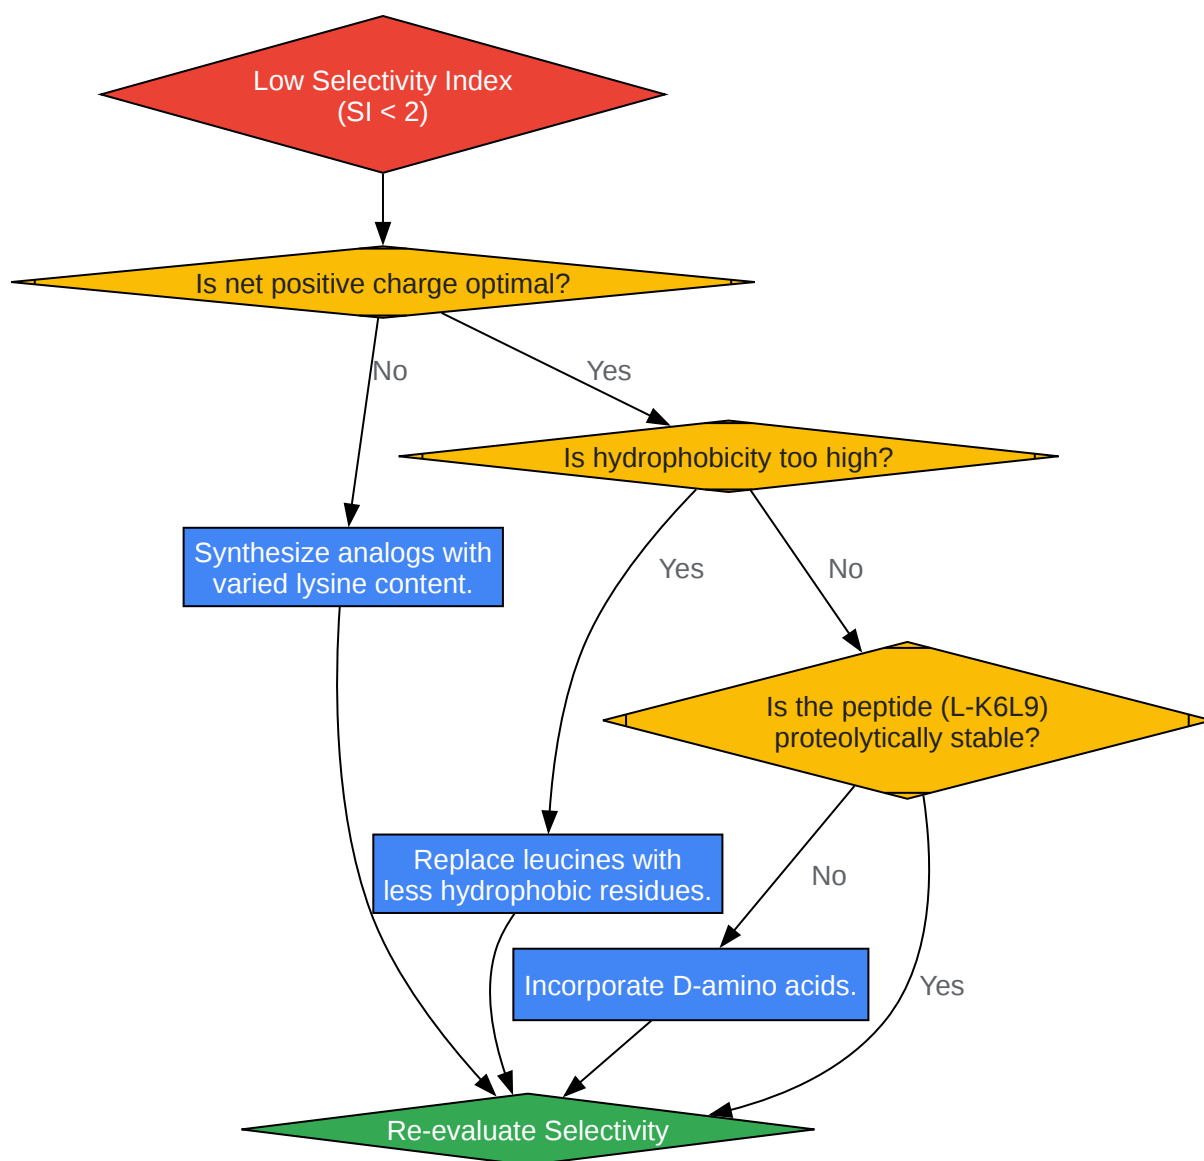 Low Selectivity Index
(SI < 2)
Is net positive charge optimal?
No
Yes
Is hydrophobicity too high?
Synthesize analogs with
varied lysine content.
Yes
No
Is the peptide (L-K6L9)
proteolytically stable?
Replace leucines with
less hydrophobic residues.
No
Incorporate D-amino acids.
Yes
Re-evaluate Selectivity